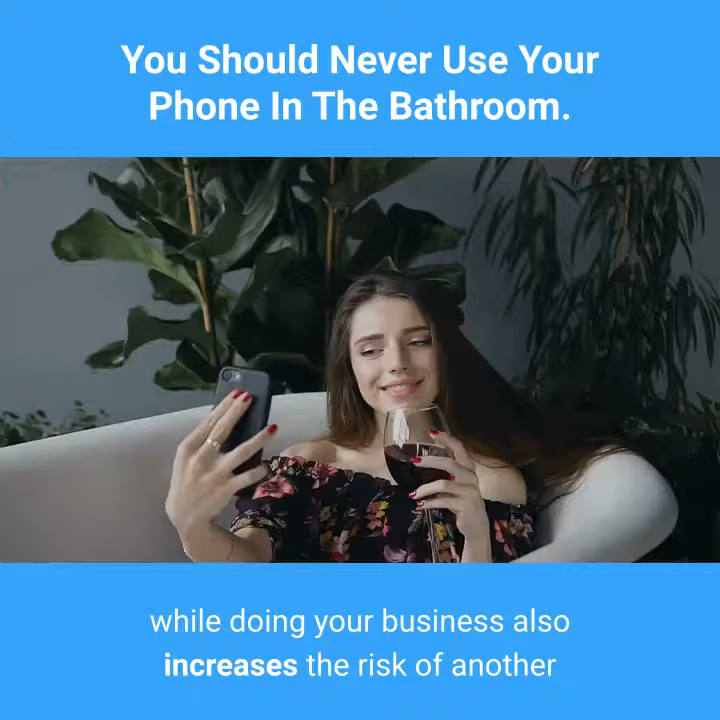 You Should Never Use Your
Phone In The Bathroom.
while doing your business also
increases the risk of another